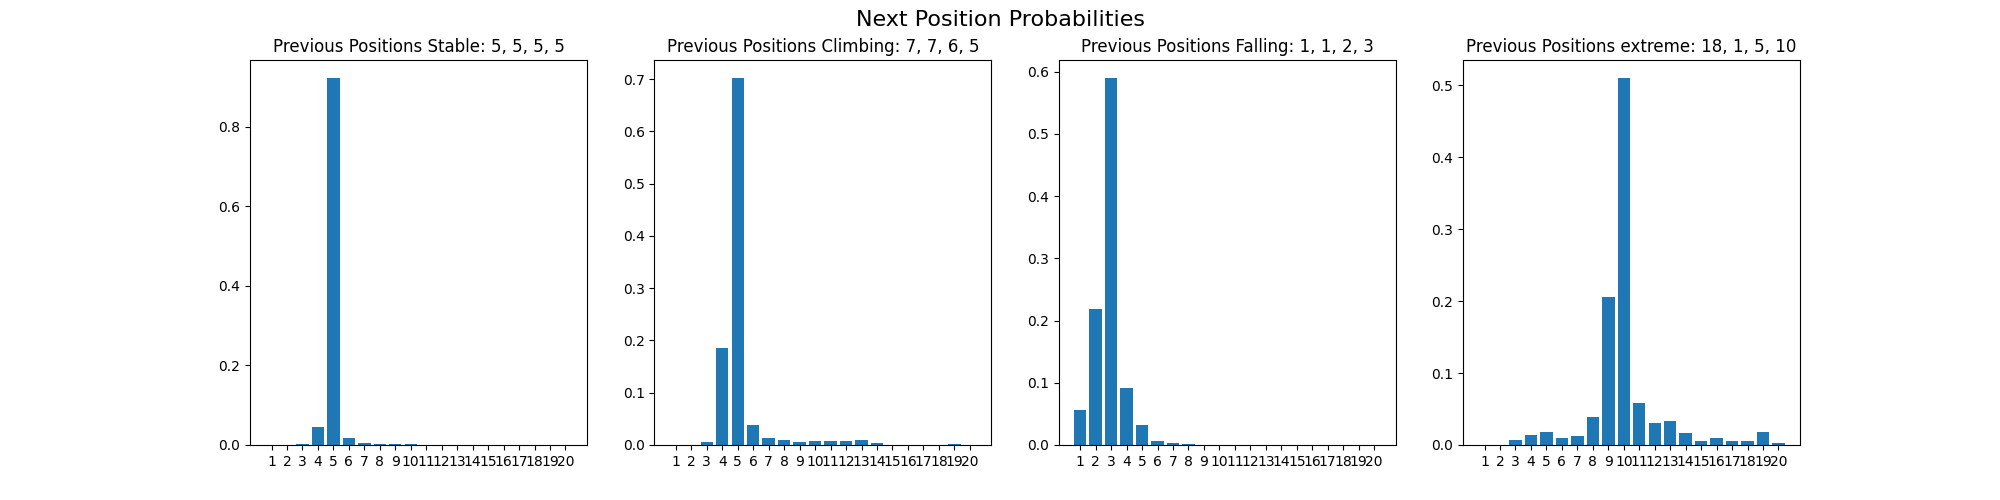 Next Position Probabilities
Previous Positions Stable: 5, 5, 5, 5
0.8
0.6
0.4
0.2
0.0
1 2 3 4 5 6 7 8 9 10 11 12 13 14 15 16 17 18 19 20
Previous Positions Climbing: 7, 7, 6, 5
0.7
0.6
0.5
0.4
0.3
0.2
0.1
0.0
1 2 3 4 5 6 7 8 9 10 11 12 13 14 15 16 17 18 19 20
Previous Positions Falling: 1, 1, 2, 3
0.6
0.5
0.4
0.3
0.2
0.1
0.0
1 2 3 4 5 6 7 8 9 10 11 12 13 14 15 16 17 18 19 20
Previous Positions extreme: 18, 1, 5, 10
0.5
0.4
0.3
0.2
0.1
0.0
1 2 3 4 5 6 7 8 9 10 11 12 13 14 15 16 17 18 19 20